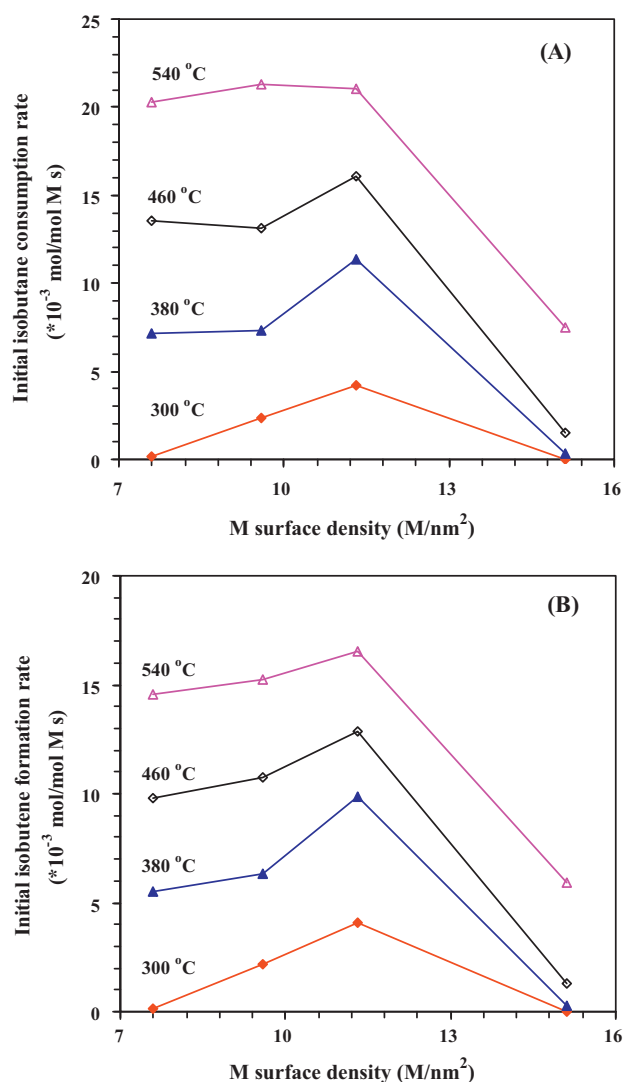 (A)
25
20
15
10
5
0
540 °C
460 °C
380 °C
300 °C
7
10
13
16
M surface density (M/nm²)
Initial isobutane consumption rate
(*10⁻³ mol/mol M s)
(B)
20
15
10
5
0
540 °C
460 °C
380 °C
300 °C
7
10
13
16
M surface density (M/nm²)
Initial isobutene formation rate
(*10⁻³ mol/mol M s)